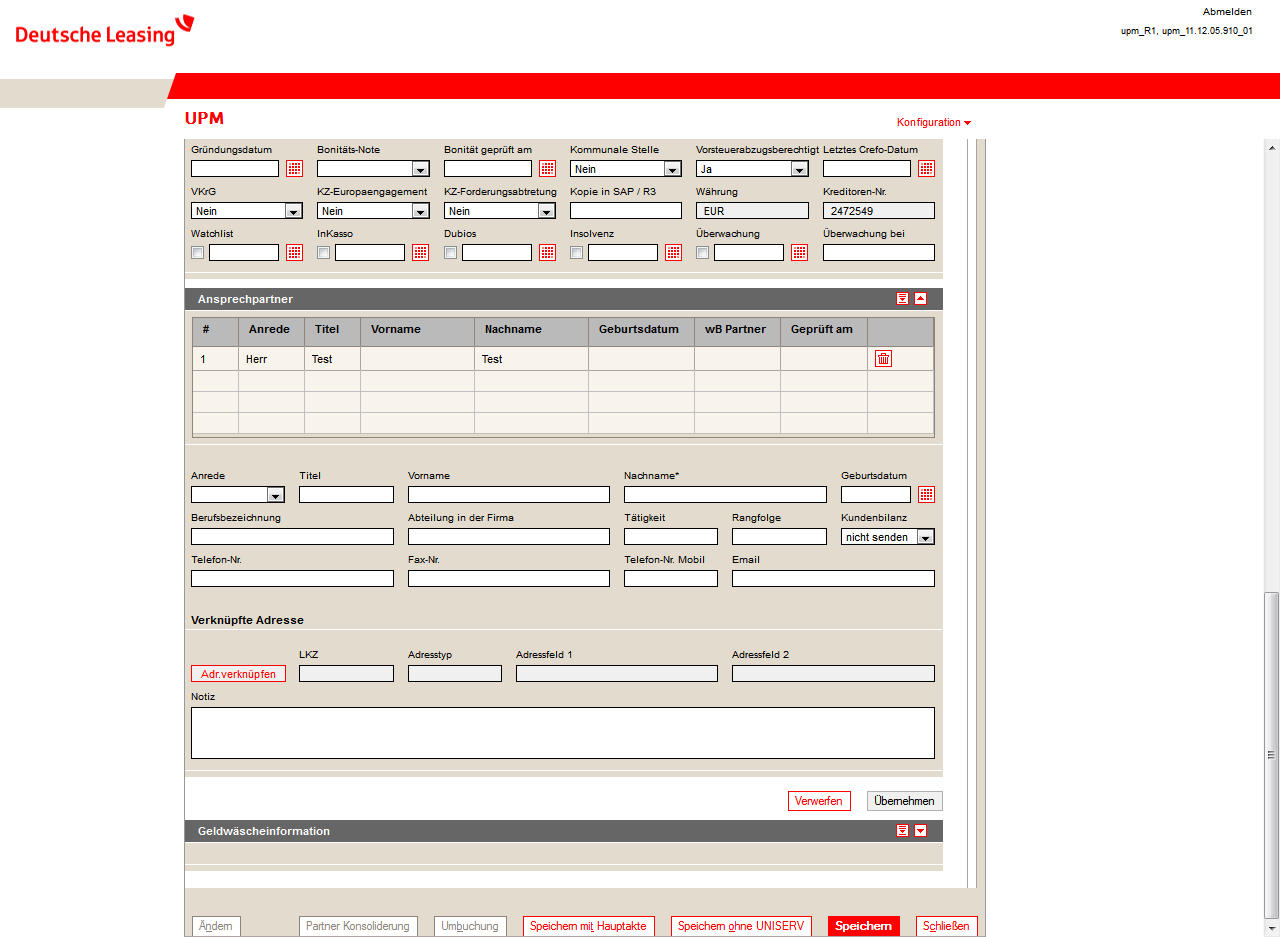 Abmelden
Deutsche Leasing
upm_R1, upm_11.12.05.910_01
UPM
Konfiguration
Gründungsdatum Bonitäts-Note Bonität geprüft am Kommunale Stelle Vorsteuerabzugsberechtigt Letztes Crefo-Datum
Nein Ja
VKrG KZ-Europaengagement KZ-Forderungsabtretung Kopie in SAP / R3 Währung Kreditoren-Nr.
Nein Nein Nein EUR 2472549
Watchlist InKasso Dubios Insolvenz Überwachung Überwachung bei
Ansprechpartner
# Anrede Titel Vorname Nachname Geburtsdatum wB Partner Geprüft am
1 Herr Test Test
Anrede Titel Vorname Nachname* Geburtsdatum
Berufsbezeichnung Abteilung in der Firma Tätigkeit Rangfolge Kundenbilanz
nicht senden
Telefon-Nr. Fax-Nr. Telefon-Nr. Mobil Email
Verknüpfte Adresse
LKZ Adresstyp Adressfeld 1 Adressfeld 2
Adr.verknüpfen
Notiz
Verwerfen Übernehmen
Geldwäscheinformation
Ändern Partner Konsolidierung Umbuchung Speichern mit Hauptakte Speichern ohne UNISERV Speichern Schließen